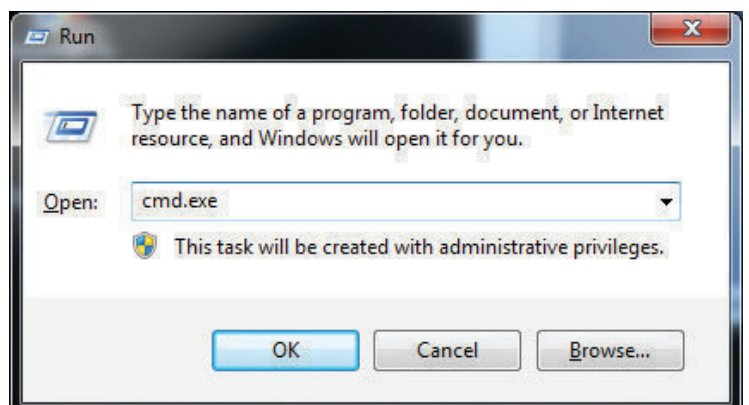 Run
Type the name of a program, folder, document, or Internet
resource, and Windows will open it for you.
Open: cmd.exe
This task will be created with administrative privileges.
OK Cancel Browse...